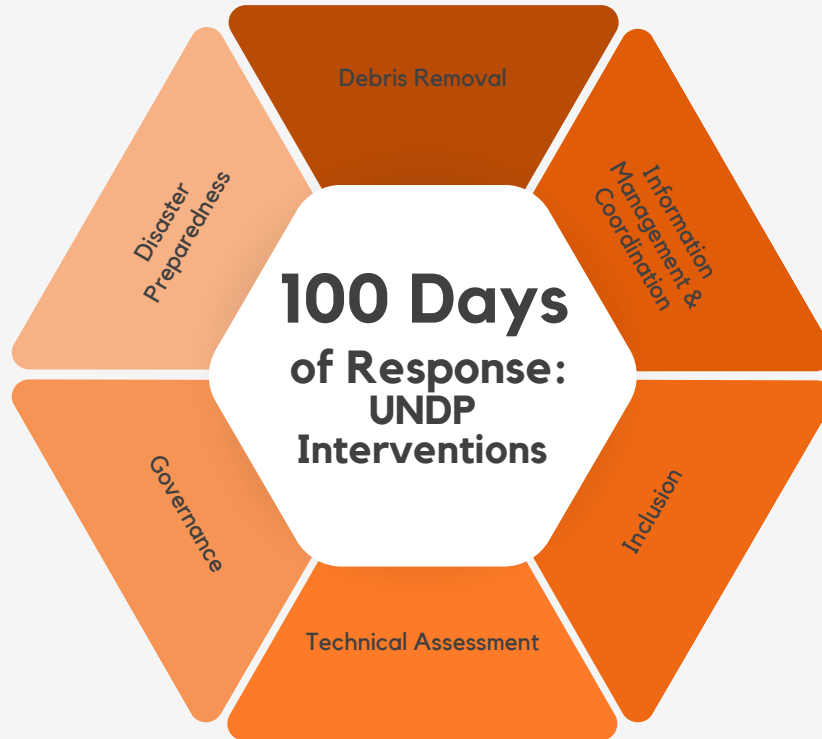 Debris Removal
Information
Management &
Coordination
Inclusion
Technical Assessment
Governance
Disaster
Preparedness
100 Days
of Response:
UNDP
Interventions